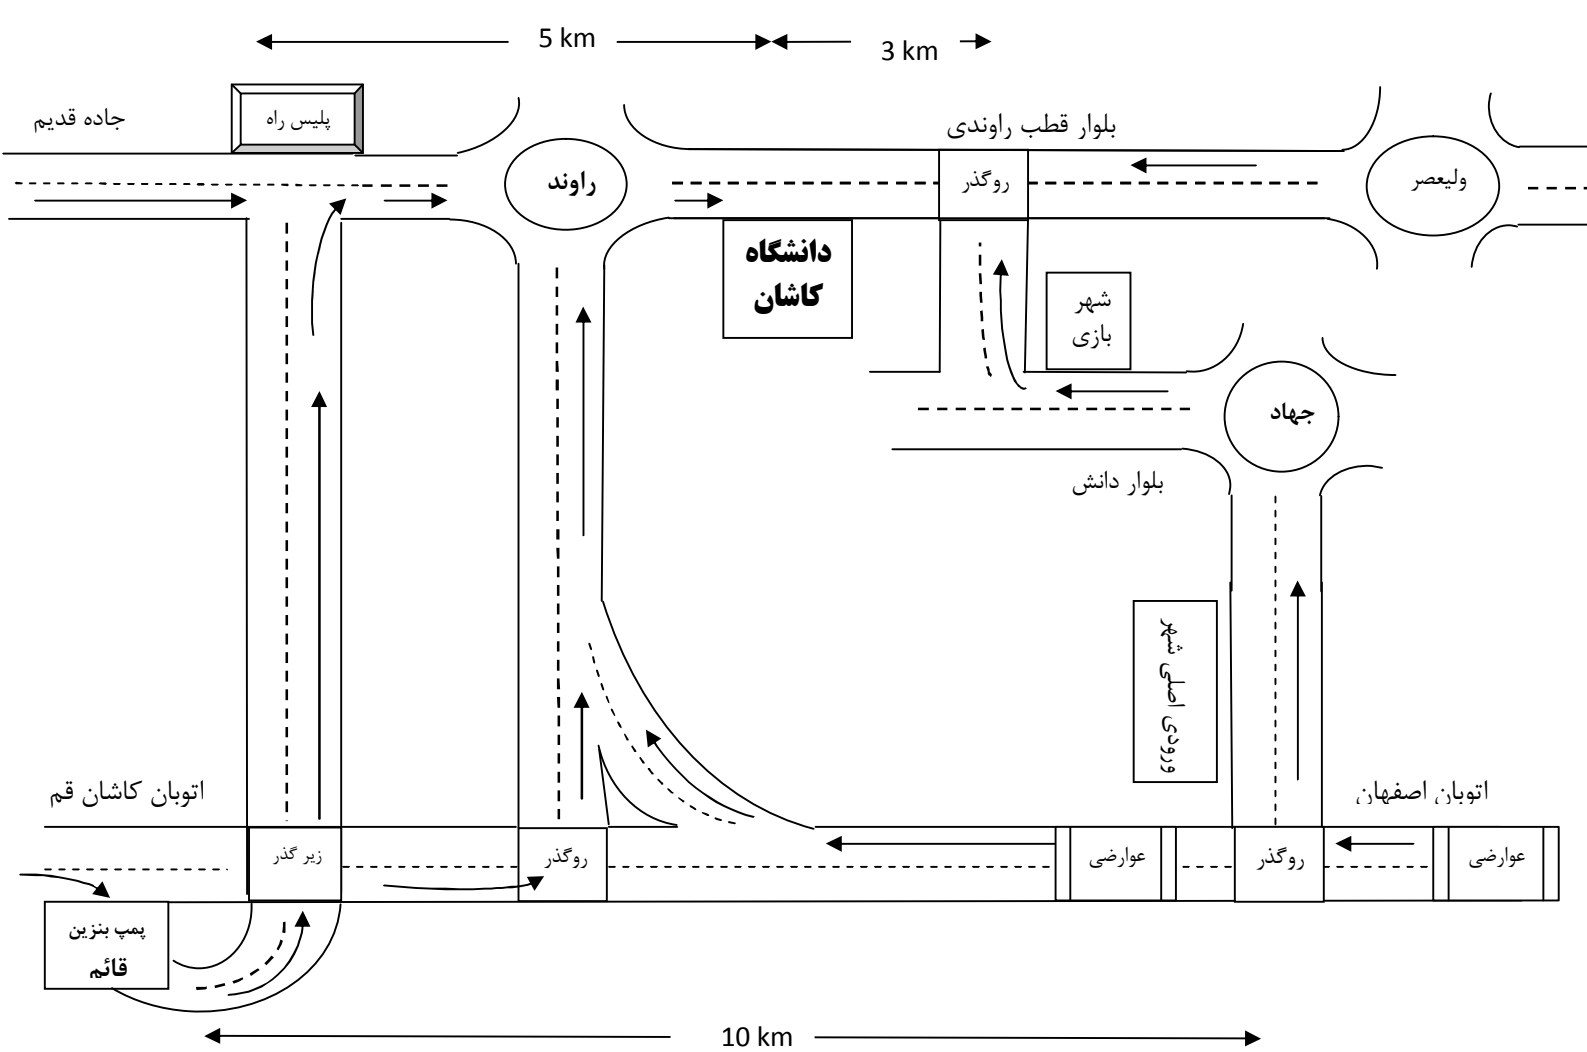 5 km
3 km
جاده قدیم
پلیس راه
بلوار قطب راوندی
راوند
روگذر
ولیعصر
دانشگاه
کاشان
شهر
بازی
جهاد
بلوار دانش
ورودی اصلی شهر
اتوبان کاشان قم
اتوبان اصفهان
زیر گذر
روگذر
عوارضی
روگذر
عوارضی
پمپ بنزین
قائم
10 km